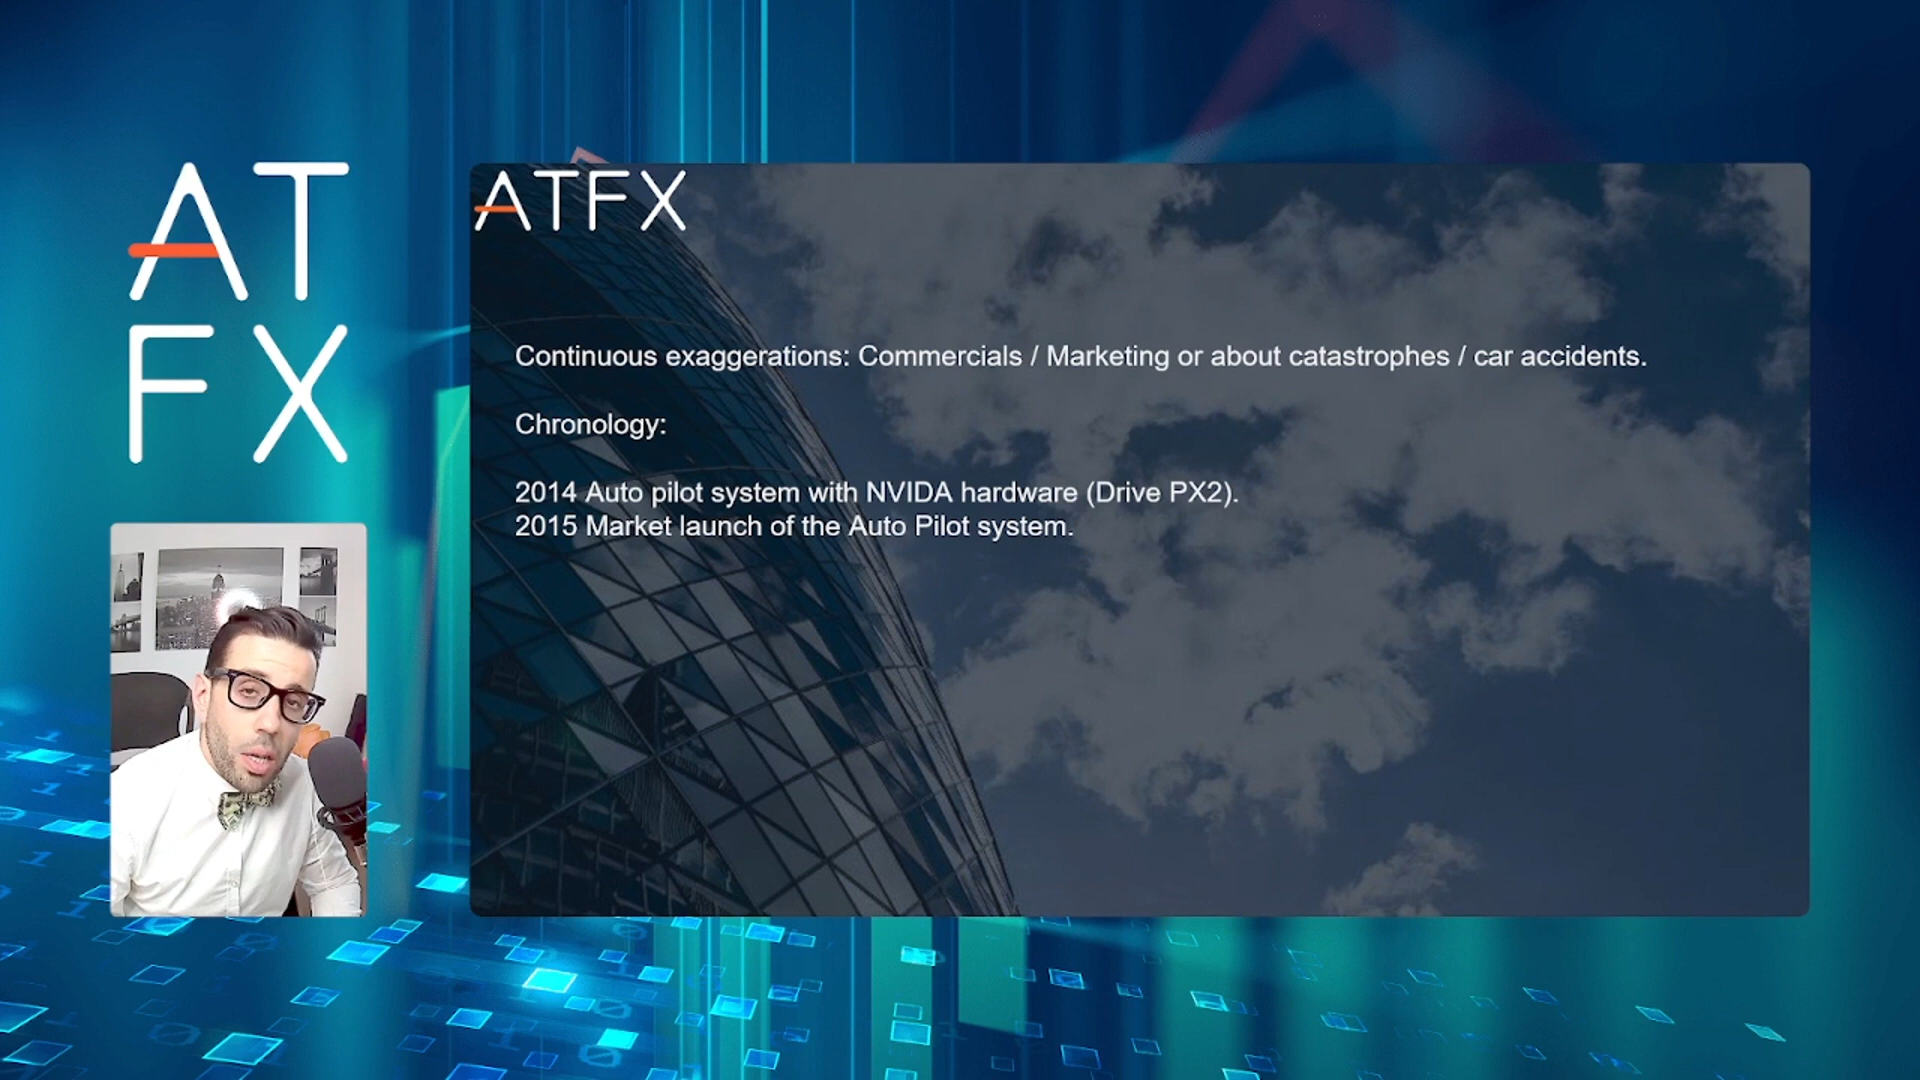 AT
FX
ATFX
Continuous exaggerations: Commercials / Marketing or about catastrophes / car accidents.
Chronology:
2014 Auto pilot system with NVIDA hardware (Drive PX2).
2015 Market launch of the Auto Pilot system.